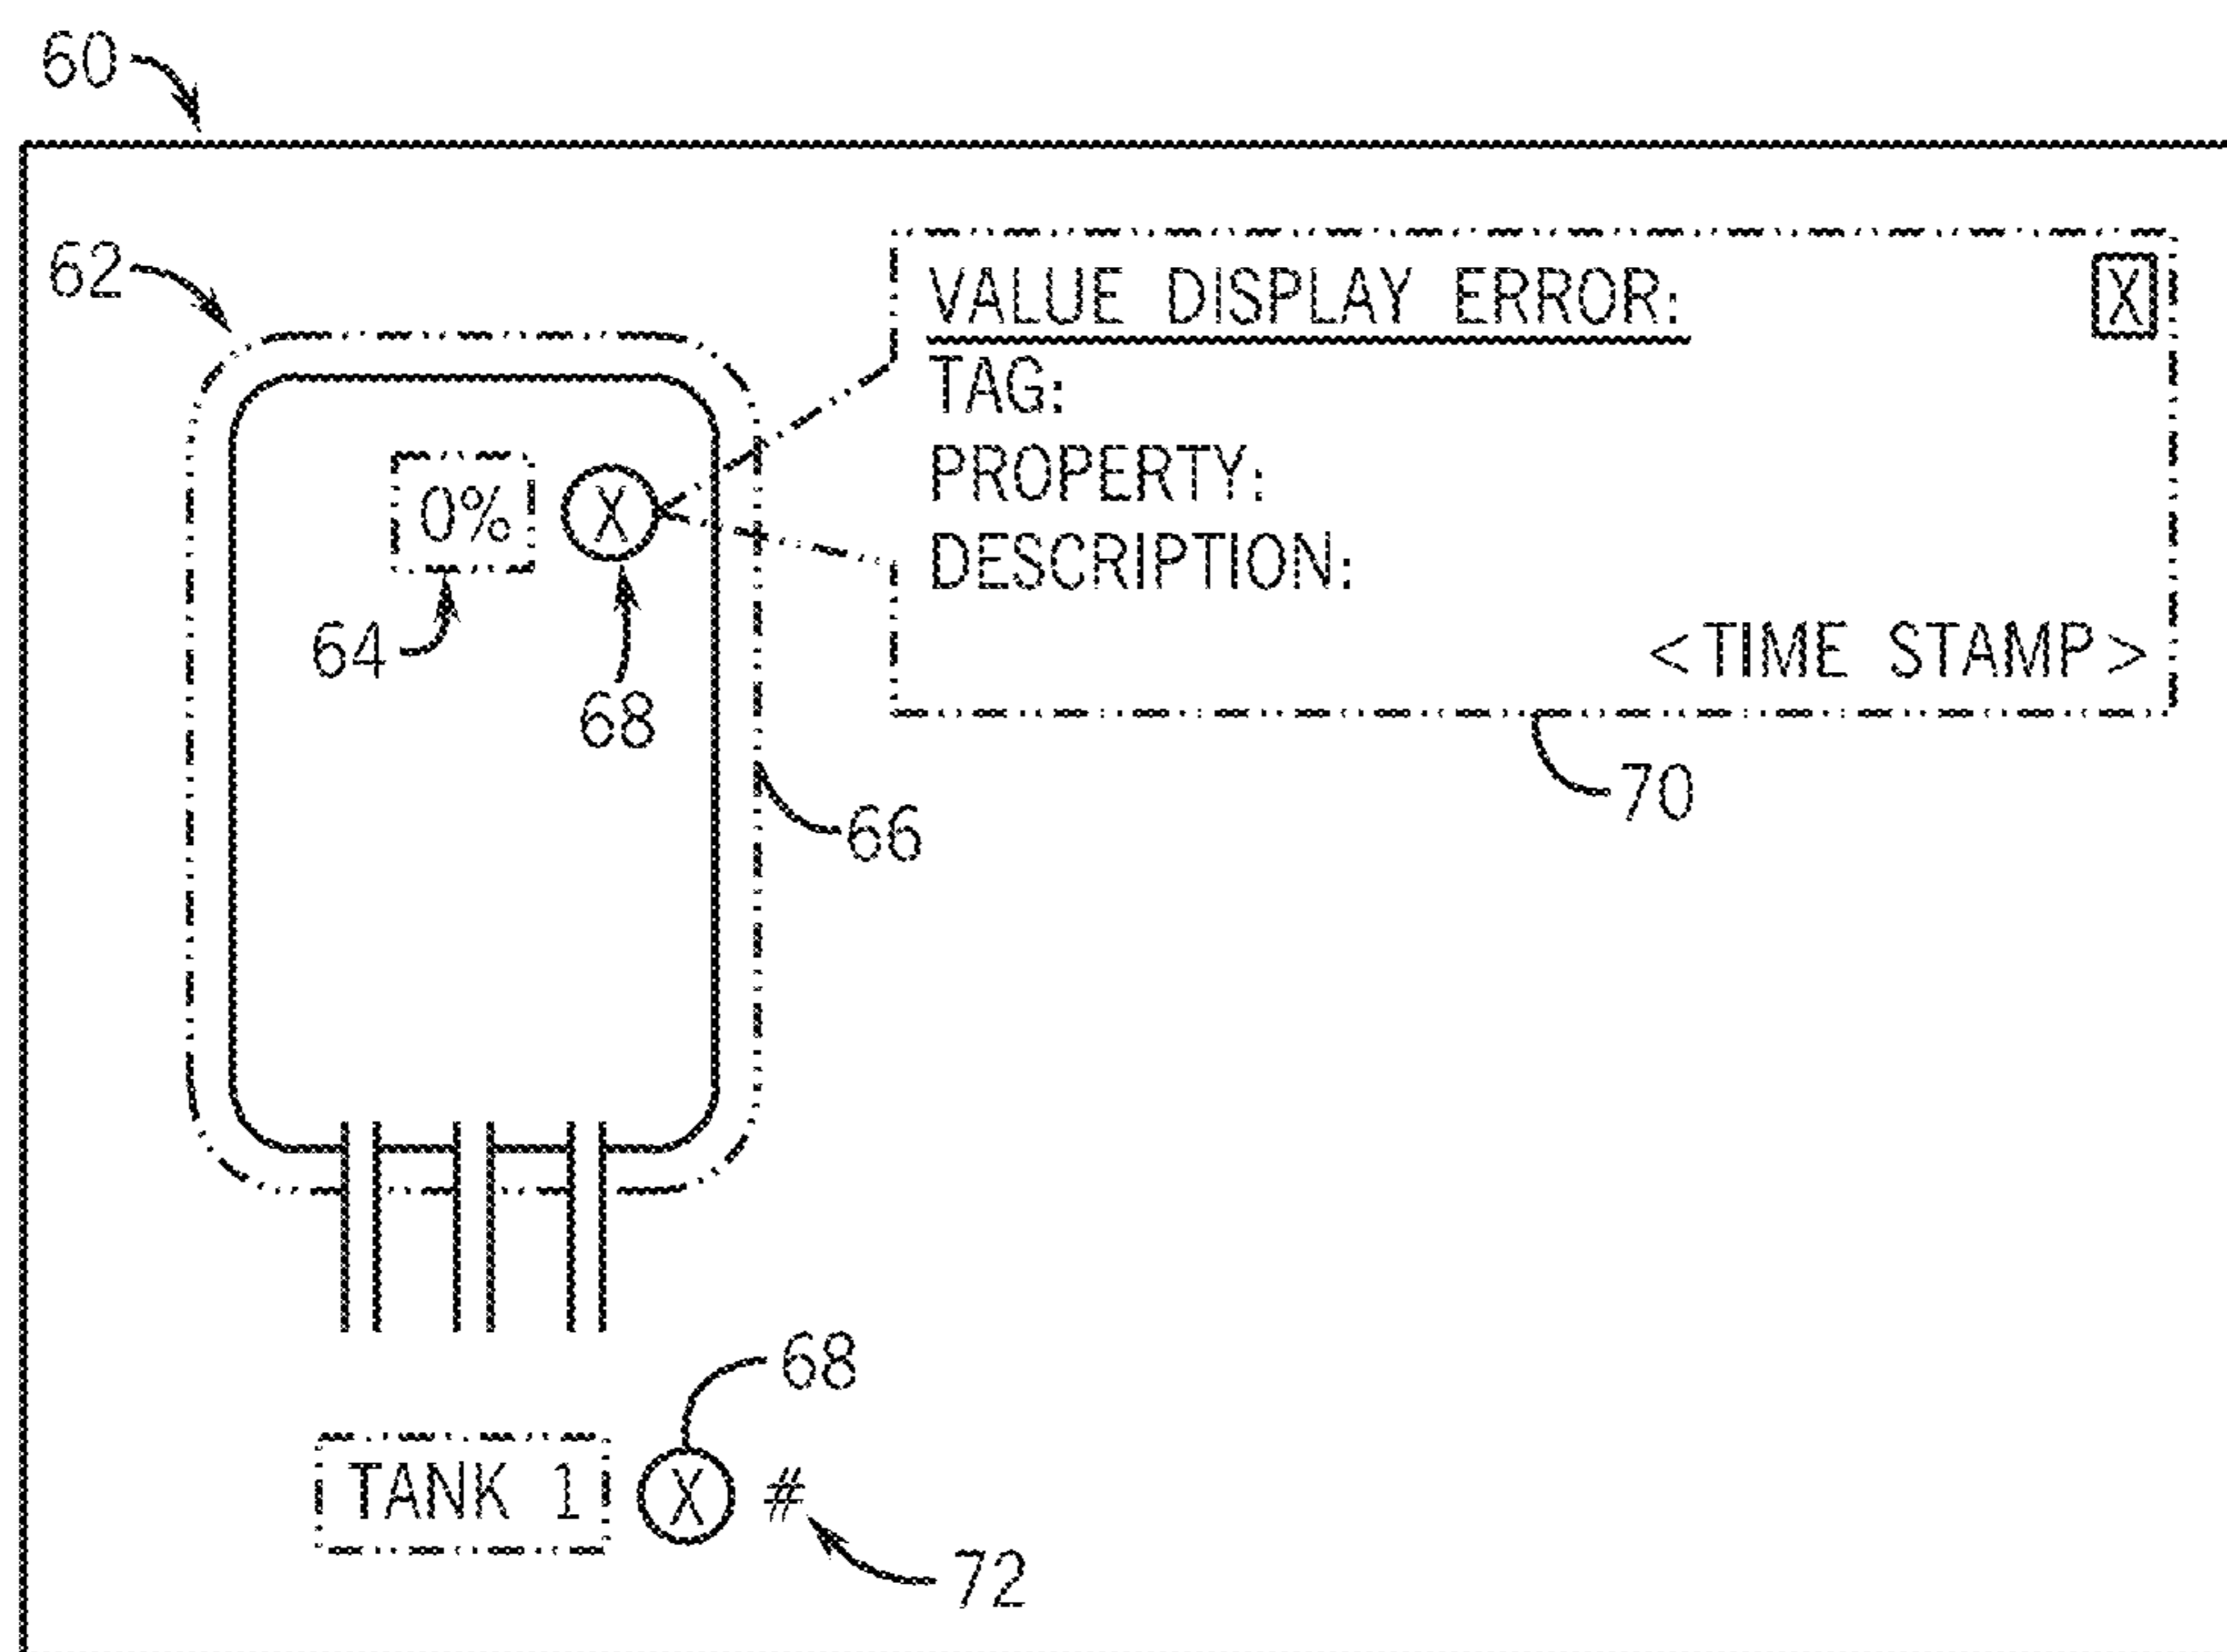 60
62
VALUE DISPLAY ERROR: X
TAG:
PROPERTY:
0% X
DESCRIPTION:
64
<TIME STAMP>
68
70
66
68
TANK 1 X #
72